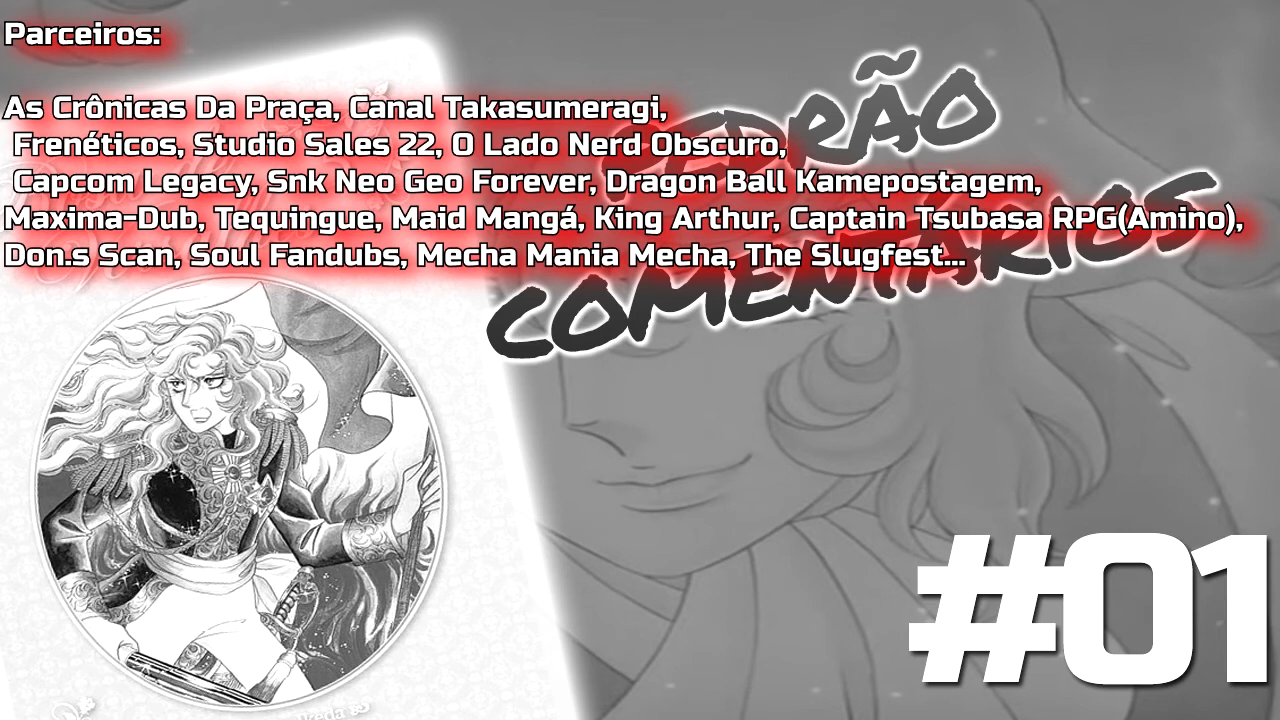 Parceiros:
As Crônicas Da Praça, Canal Takasumeragi,
Frenéticos, Studio Sales 22, O Lado Nerd Obscuro,
Capcom Legacy, Snk Neo Geo Forever, Dragon Ball Kamepostagem,
Maxima-Dub, Tequingue, Maid Mangá, King Arthur, Captain Tsubasa RPG(Amino),
Don.s Scan, Soul Fandubs, Mecha Mania Mecha, The Slugfest...
PEDRÃO
COMENTÁRIOS
#01
Ikeda